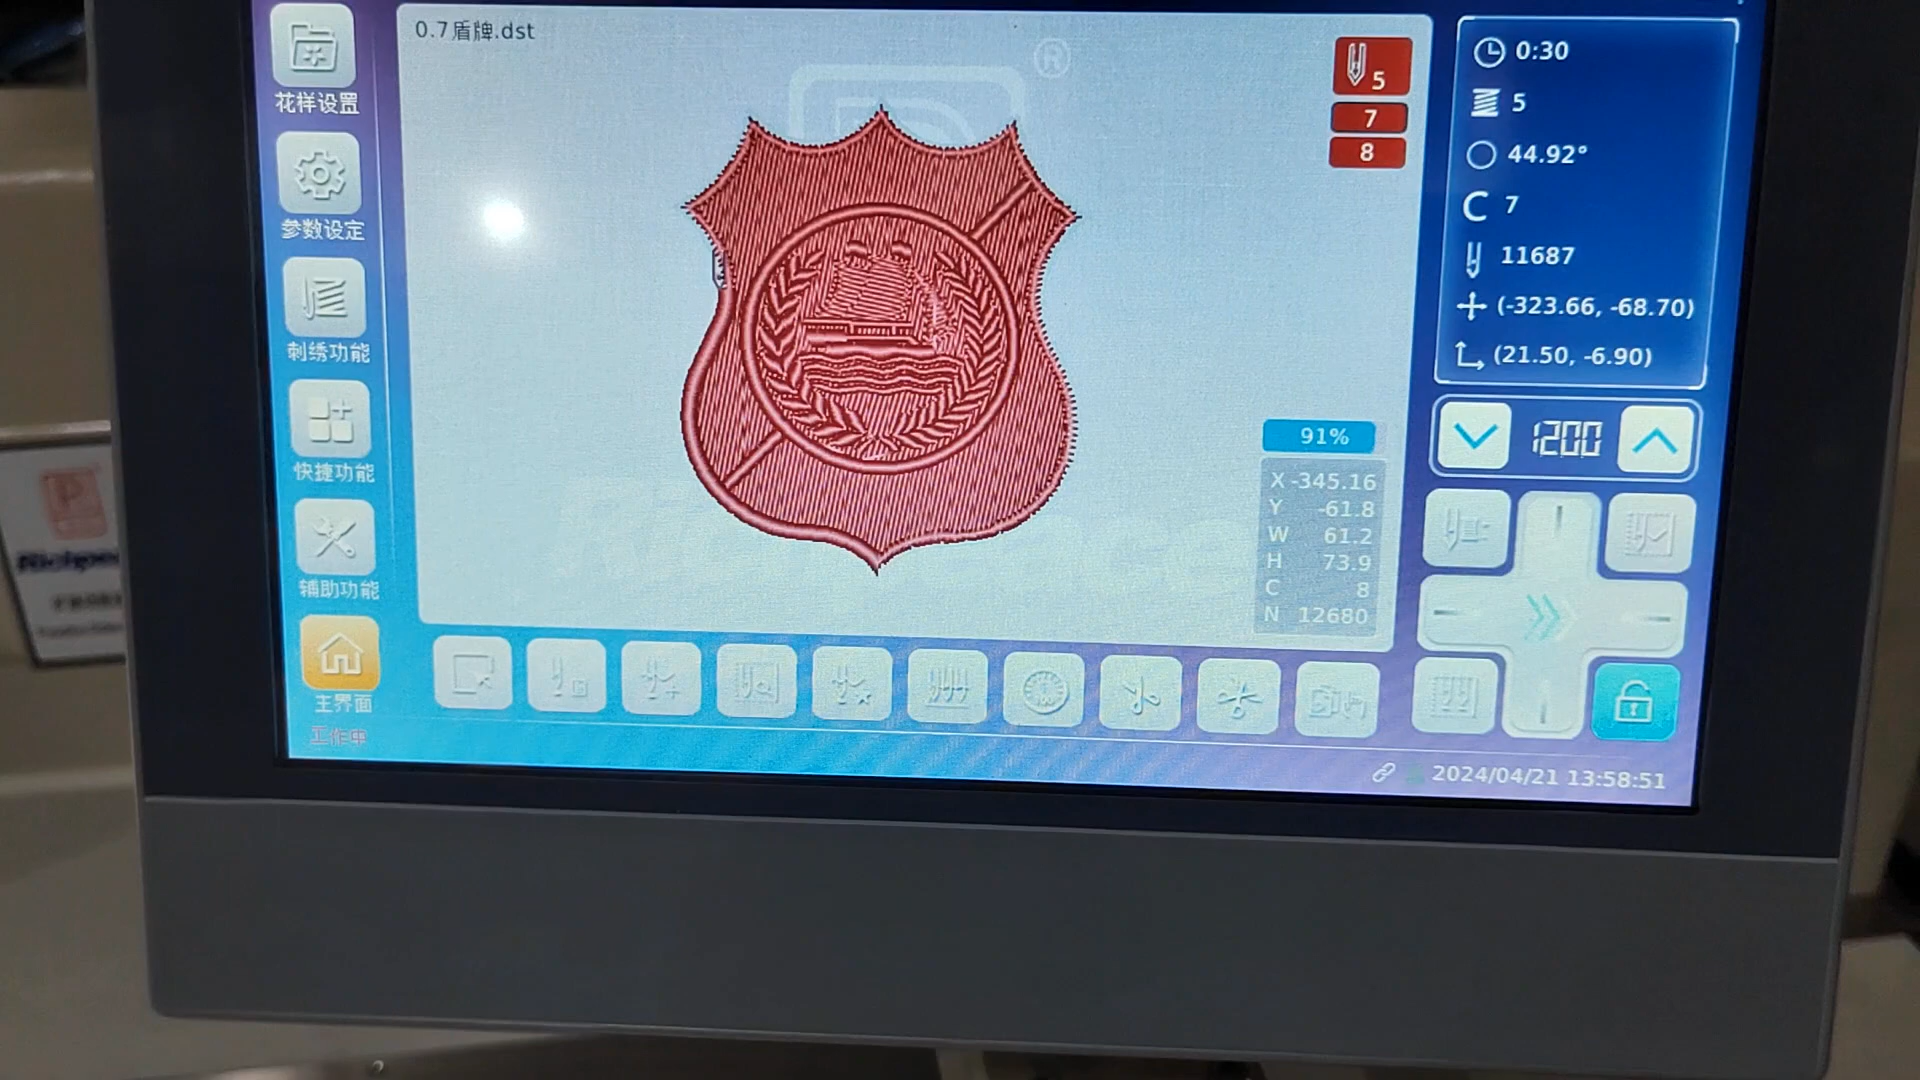 0.7盾牌.dst
®
花样设置
参数设定
刺绣功能
快捷功能
辅助功能
主界面
工作中
5
7
8
0:30
5
44.92°
C 7
11687
(-323.66, -68.70)
(21.50, -6.90)
1200
91%
X -345.16
Y -61.8
W 61.2
H 73.9
C 8
N 12680
2024/04/21 13:58:51